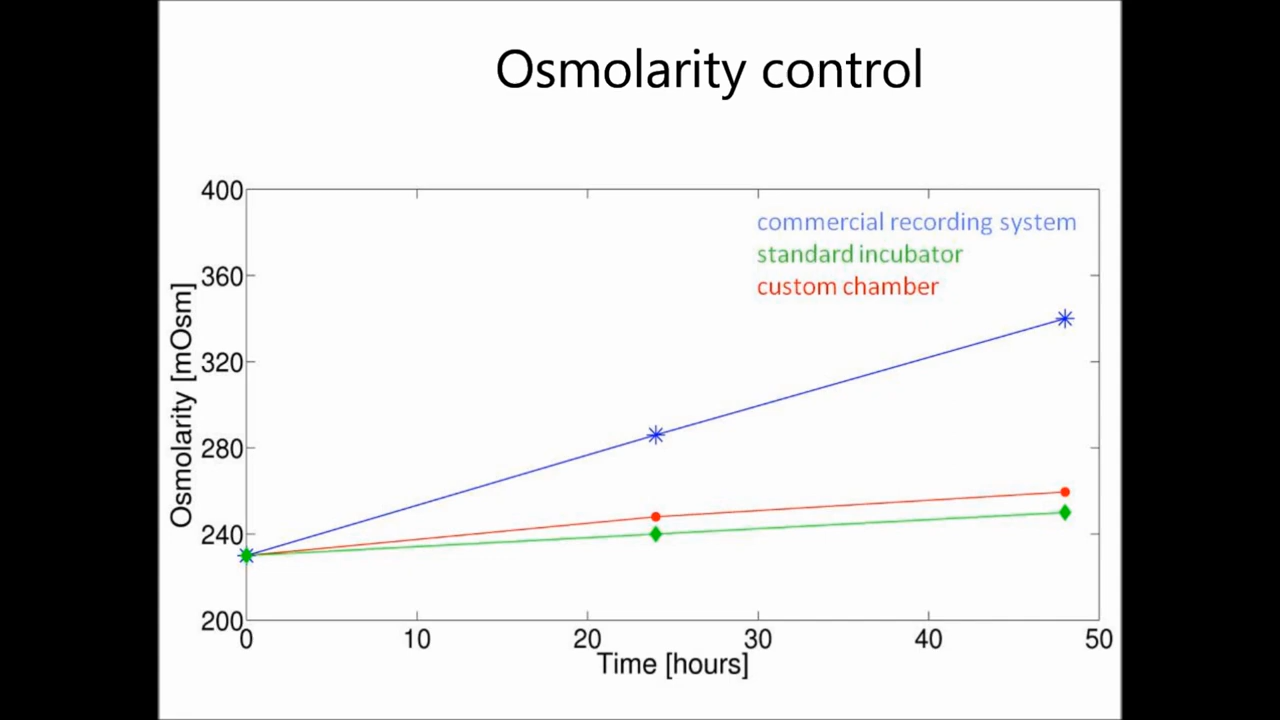 Osmolarity control
400
360
320
280
240
200
Osmolarity [mOsm]
commercial recording system
standard incubator
custom chamber
0 10 20 30 40 50
Time [hours]